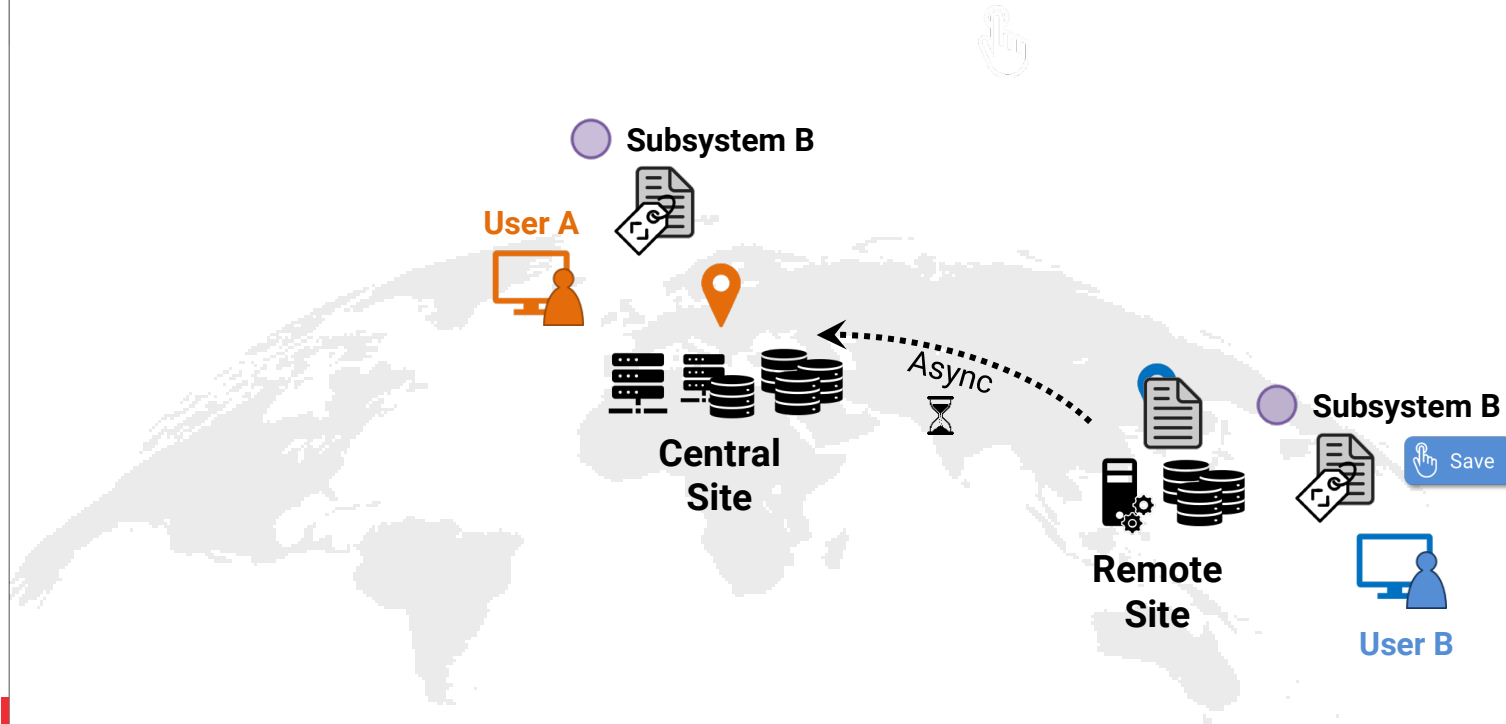 Subsystem B
User A
Async
Central
Site
Subsystem B
Save
Remote
Site
User B